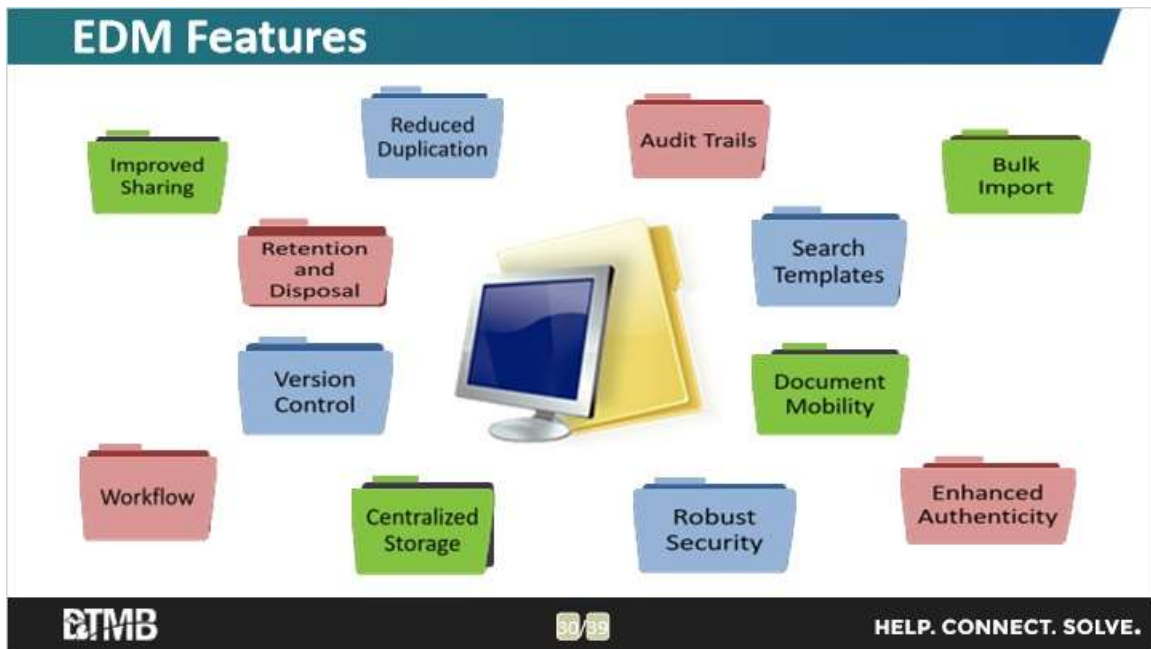 EDM Features
Improved
Sharing
Reduced
Duplication
Audit Trails
Bulk
Import
Retention
and
Disposal
Search
Templates
Version
Control
Document
Mobility
Workflow
Centralized
Storage
Robust
Security
Enhanced
Authenticity
DTMB
30/39
HELP. CONNECT. SOLVE.